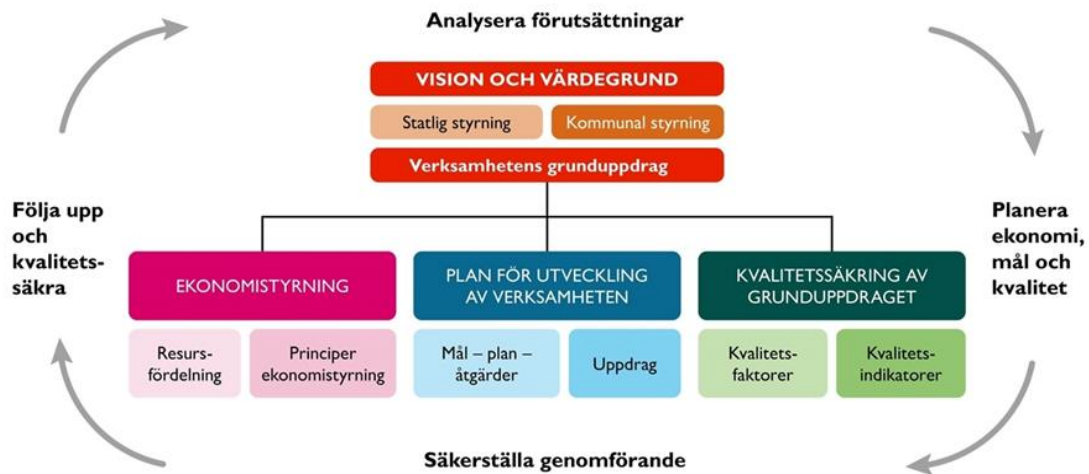 Analysera förutsättningar
VISION OCH VÄRDEGRUND
Statlig styrning
Kommunal styrning
Verksamhetens grunduppdrag
Följa upp
och
kvalitets-
säkra
Planera
ekonomi,
mål och
kvalitet
EKONOMISTYRNING
PLAN FÖR UTVECKLING
AV VERKSAMHETEN
KVALITETSSÄKRING AV
GRUNDUPPDRAGET
Resurs-
fördelning
Principer
ekonomistyrning
Mål – plan –
åtgärder
Uppdrag
Kvalitets-
faktorer
Kvalitets-
indikatorer
Säkerställa genomförande